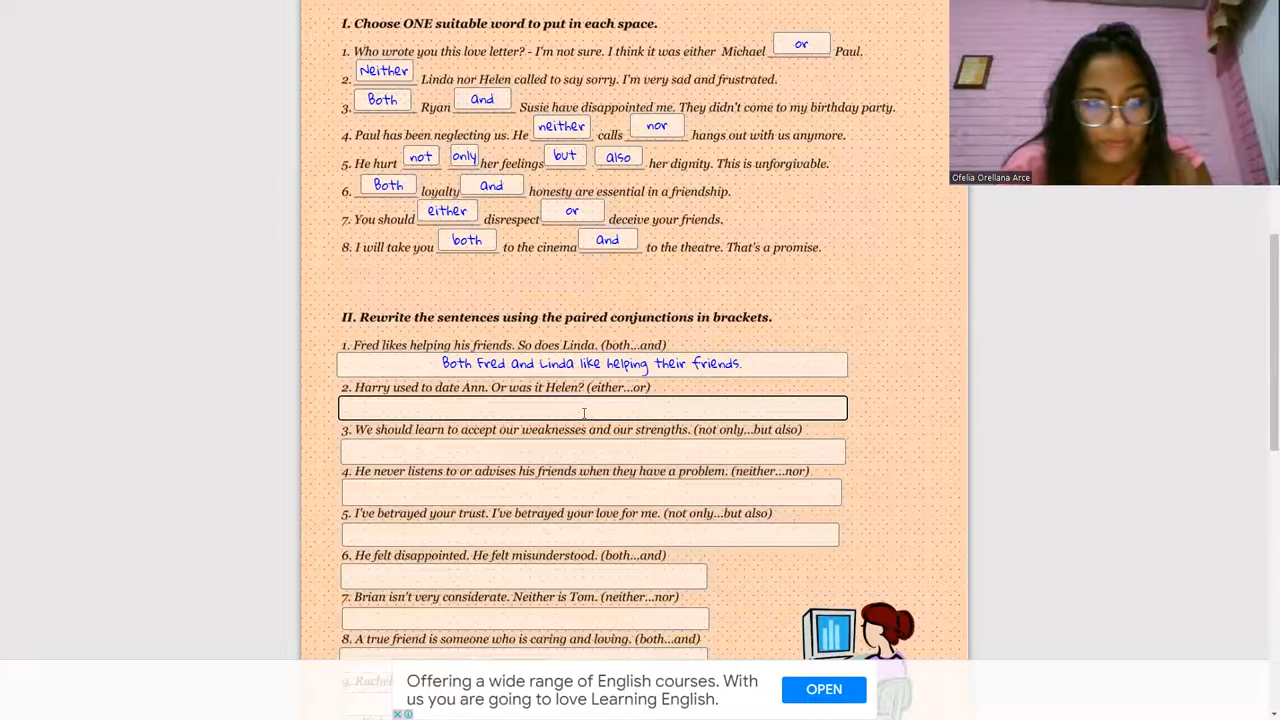 I. Choose ONE suitable word to put in each space.
1. Who wrote you this love letter? - I'm not sure. I think it was either Michael or Paul.
2. Neither Linda nor Helen called to say sorry. I'm very sad and frustrated.
3. Both Ryan and Susie have disappointed me. They didn't come to my birthday party.
4. Paul has been neglecting us. He neither calls nor hangs out with us anymore.
5. He hurt not only her feelings but also her dignity. This is unforgivable.
6. Both loyalty and honesty are essential in a friendship.
7. You should either disrespect or deceive your friends.
8. I will take you both to the cinema and to the theatre. That's a promise.
Ofelia Orellana Arce
II. Rewrite the sentences using the paired conjunctions in brackets.
1. Fred likes helping his friends. So does Linda. (both...and)
Both Fred and Linda like helping their friends.
2. Harry used to date Ann. Or was it Helen? (either...or)
3. We should learn to accept our weaknesses and our strengths. (not only...but also)
4. He never listens to or advises his friends when they have a problem. (neither...nor)
5. I've betrayed your trust. I've betrayed your love for me. (not only...but also)
6. He felt disappointed. He felt misunderstood. (both...and)
7. Brian isn't very considerate. Neither is Tom. (neither...nor)
8. A true friend is someone who is caring and loving. (both...and)
9. Rachel
Offering a wide range of English courses. With
us you are going to love Learning English.
OPEN